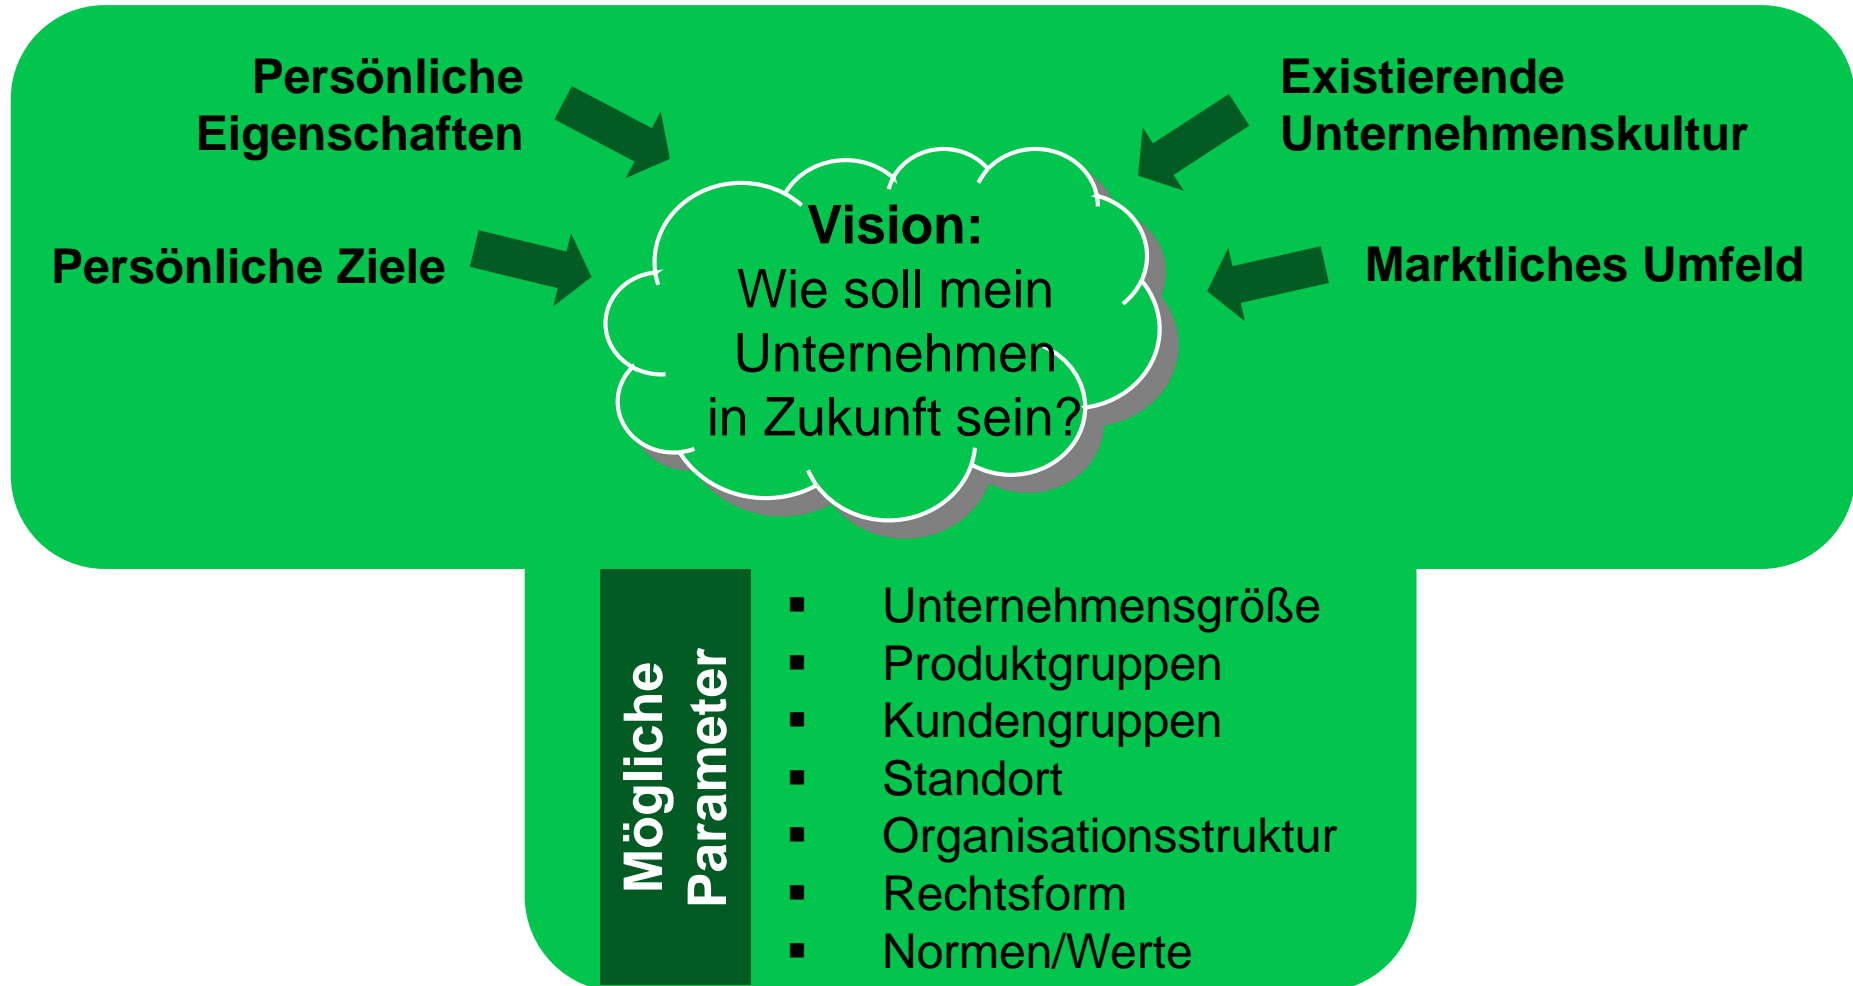 Persönliche
Eigenschaften
Persönliche Ziele
Existierende
Unternehmenskultur
Marktliches Umfeld
Vision:
Wie soll mein
Unternehmen
in Zukunft sein?
Mögliche
Parameter
▪ Unternehmensgröße
▪ Produktgruppen
▪ Kundengruppen
▪ Standort
▪ Organisationsstruktur
▪ Rechtsform
▪ Normen/Werte